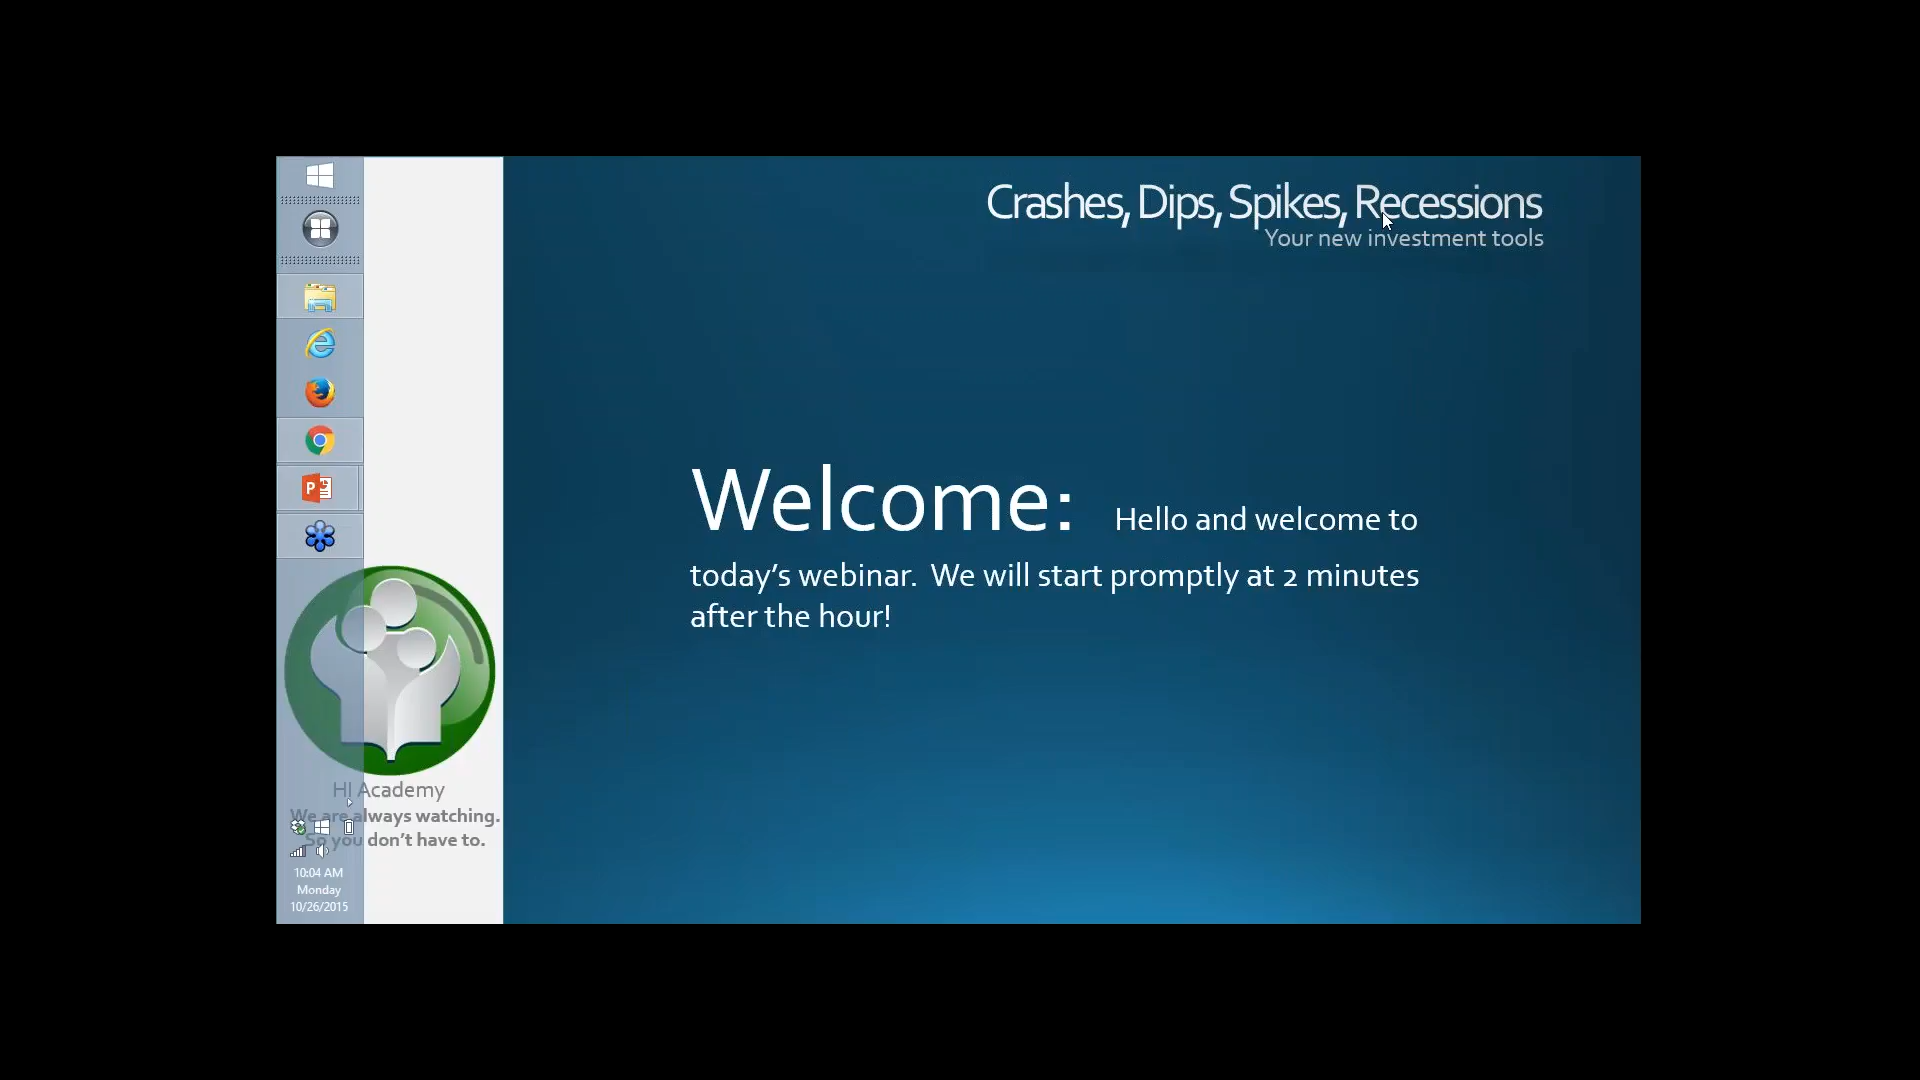 Crashes, Dips, Spikes, Recessions
Your new investment tools
Welcome: Hello and welcome to
today's webinar. We will start promptly at 2 minutes
after the hour!
HI Academy
We are always watching.
So you don't have to.
10:04 AM
Monday
10/26/2015